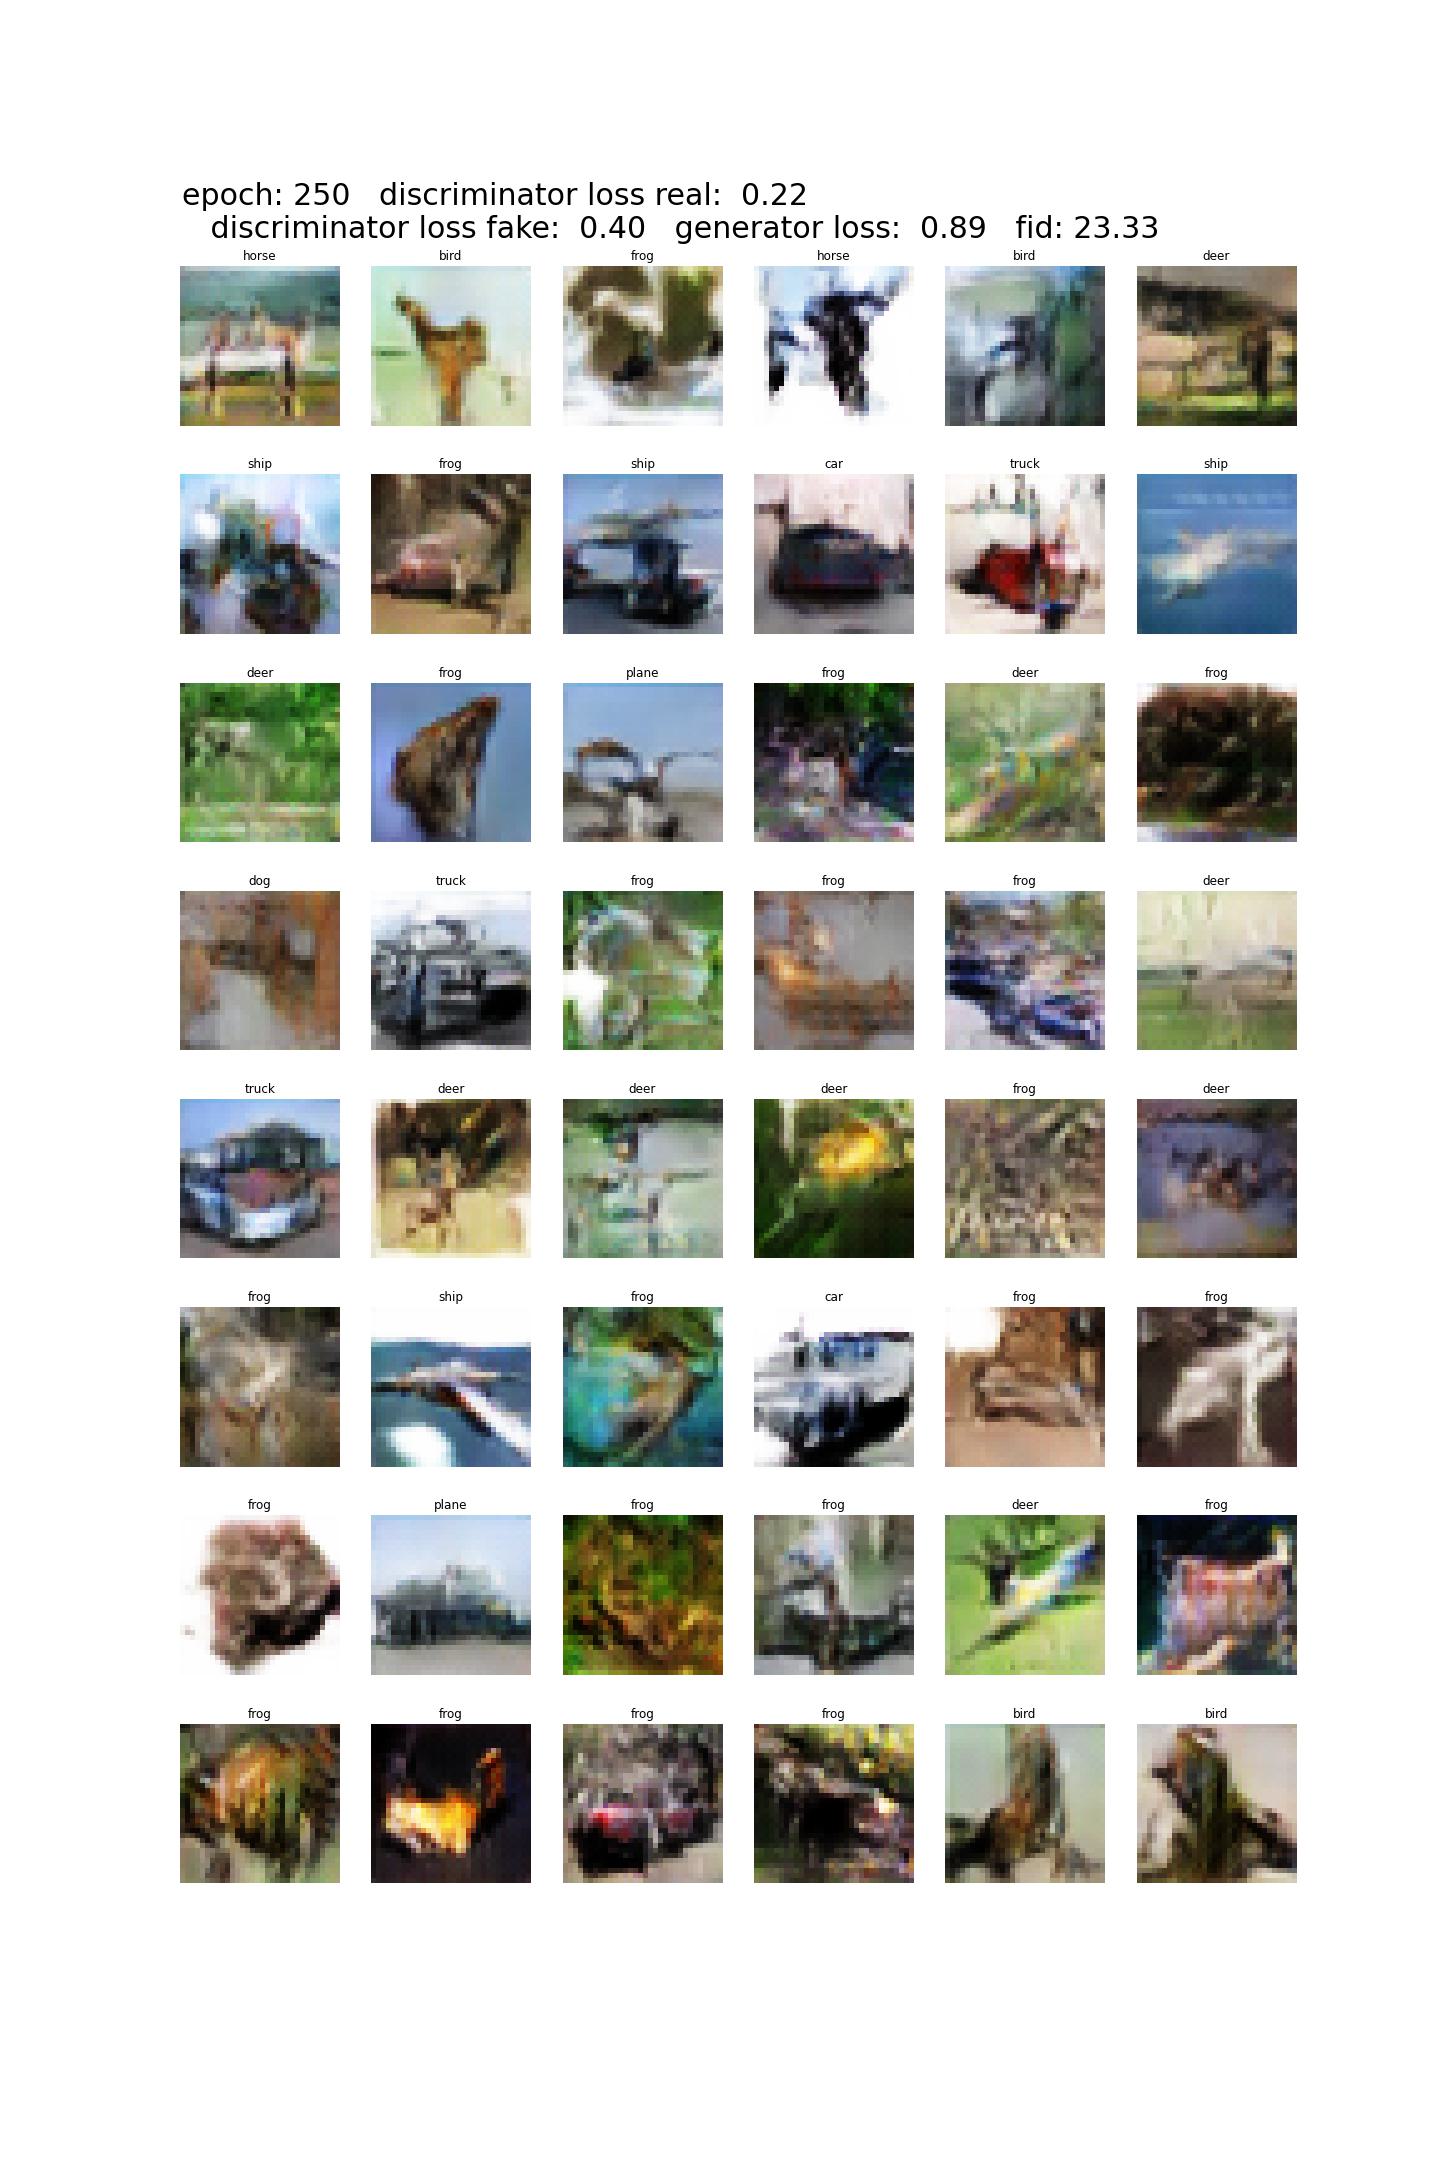 epoch: 250 discriminator loss real: 0.22
discriminator loss fake: 0.40 generator loss: 0.89 fid: 23.33
horse bird frog horse bird deer
ship frog ship car truck ship
deer frog plane frog deer frog
dog truck frog frog frog deer
truck deer deer deer frog deer
frog ship frog car frog frog
frog plane frog frog deer frog
frog frog frog frog bird bird